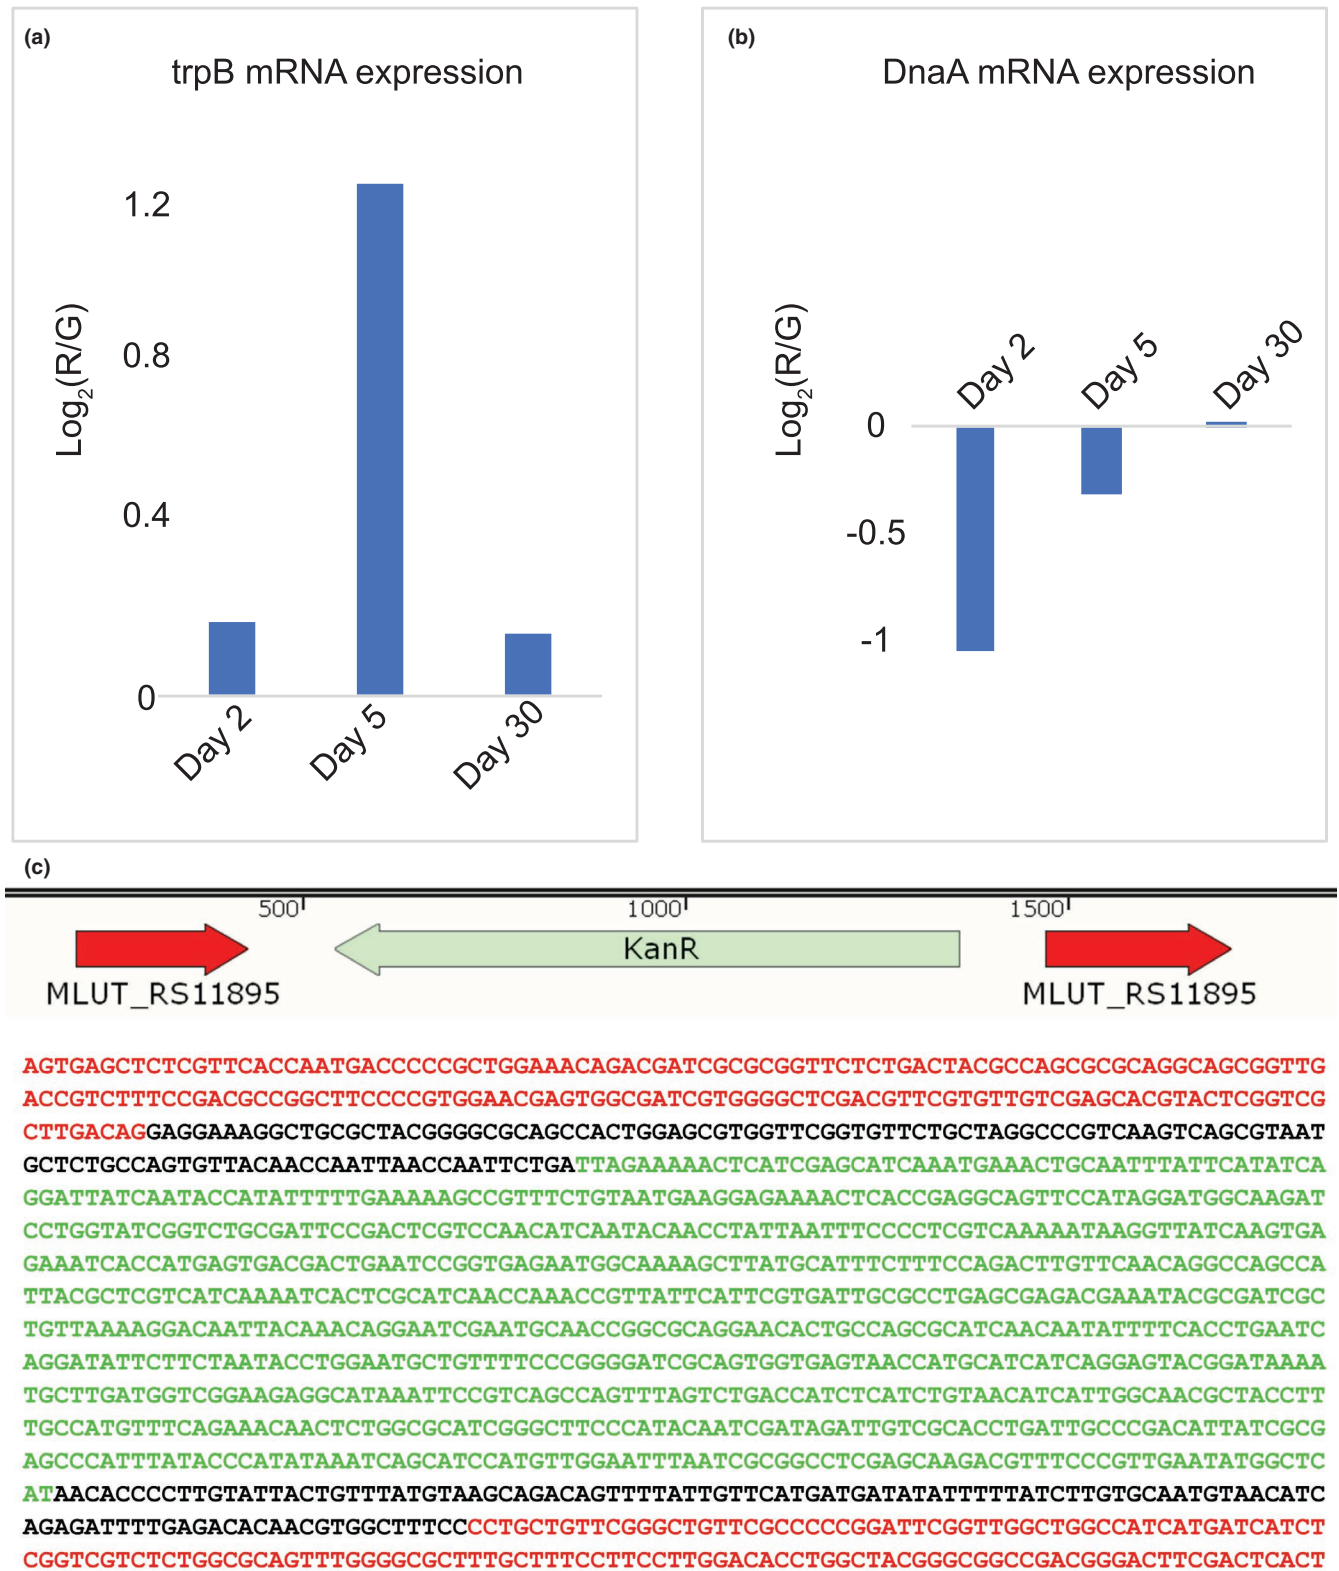 (a)
trpB mRNA expression
1.2
0.8
0.4
0
Log2(R/G)
Day 2
Day 5
Day 30
(b)
DnaA mRNA expression
Log2(R/G)
Day 2
Day 5
Day 30
0
-0.5
-1
(c)
500
1000
1500
KanR
MLUT_RS11895
MLUT_RS11895
AGTGAGCTCTCGTTCACCAATGACCCCCGCTGGAAACAGACGATCGCGCGGTTCTCTGACTACGCCAGCGCGCAGGCAGCGGTTG
ACCGTCTTTCCGACGCCGGCTTCCCCGTGGAACGAGTGGCGATCGTGGGGCTCGACGTTCGTGTTGTCGAGCACGTACTCGGTCG
CTTGACAGGAGGAAAGGCTGCGCTACGGGGCGCAGCCACTGGAGCGTGGTTCGGTGTTCTGCTAGGCCCGTCAAGTCAGCGTAAT
GCTCTGCCAGTGTTACAACCAATTAACCAATTCTGATTAGAAAAACTCATCGAGCATCAAATGAAACTGCAATTTATTCATATCA
GGATTATCAATACCATATTTTTGAAAAAGCCGTTTCTGTAATGAAGGAGAAAACTCACCGAGGCAGTTCCATAGGATGGCAAGAT
CCTGGTATCGGTCTGCGATTCCGACTCGTCCAACATCAATACAACCTATTAATTTCCCCTCGTCAAAAATAAGGTTATCAAGTGA
GAAATCACCATGAGTGACGACTGAATCCGGTGAGAATGGCAAAAGCTTATGCATTTCTTTCCAGACTTGTTCAACAGGCCAGCCA
TTACGCTCGTCATCAAAATCACTCGCATCAACCAAACCGTTATTCATTCGTGATTGCGCCTGAGCGAGACGAAATACGCGATCGC
TGTTAAAAGGACAATTACAAACAGGAATCGAATGCAACCGGCGCAGGAACACTGCCAGCGCATCAACAATATTTTCACCTGAATC
AGGATATTCTTCTAATACCTGGAATGCTGTTTTCCCGGGGATCGCAGTGGTGAGTAACCATGCATCATCAGGAGTACGGATAAAA
TGCTTGATGGTCGGAAGAGGCATAAATTCCGTCAGCCAGTTTAGTCTGACCATCTCATCTGTAACATCATTGGCAACGCTACCTT
TGCCATGTTTCAGAAACAACTCTGGCGCATCGGGCTTCCCATACAATCGATAGATTGTCGCACCTGATTGCCCGACATTATCGCG
AGCCCATTTATACCCATATAAATCAGCATCCATGTTGGAATTTAATCGCGGCCTCGAGCAAGACGTTTCCCGTTGAATATGGCTC
ATAACACCCCTTGTATTACTGTTTATGTAAGCAGACAGTTTTATTGTTCATGATGATATATTTTTATCTTGTGCAATGTAACATC
AGAGATTTTGAGACACAACGTGGCTTTCCCCTGCTGTTCGGGCTGTTCGCCCCCGGATTCGGTTGGCTGGCCATCATGATCATCT
CGGTCGTCTCTGGCGCAGTTTGGGGCGCTTTGCTTTCCTTCCTTGGACACCTGGCTACGGGCGGCCGACGGGACTTCGACTCACT